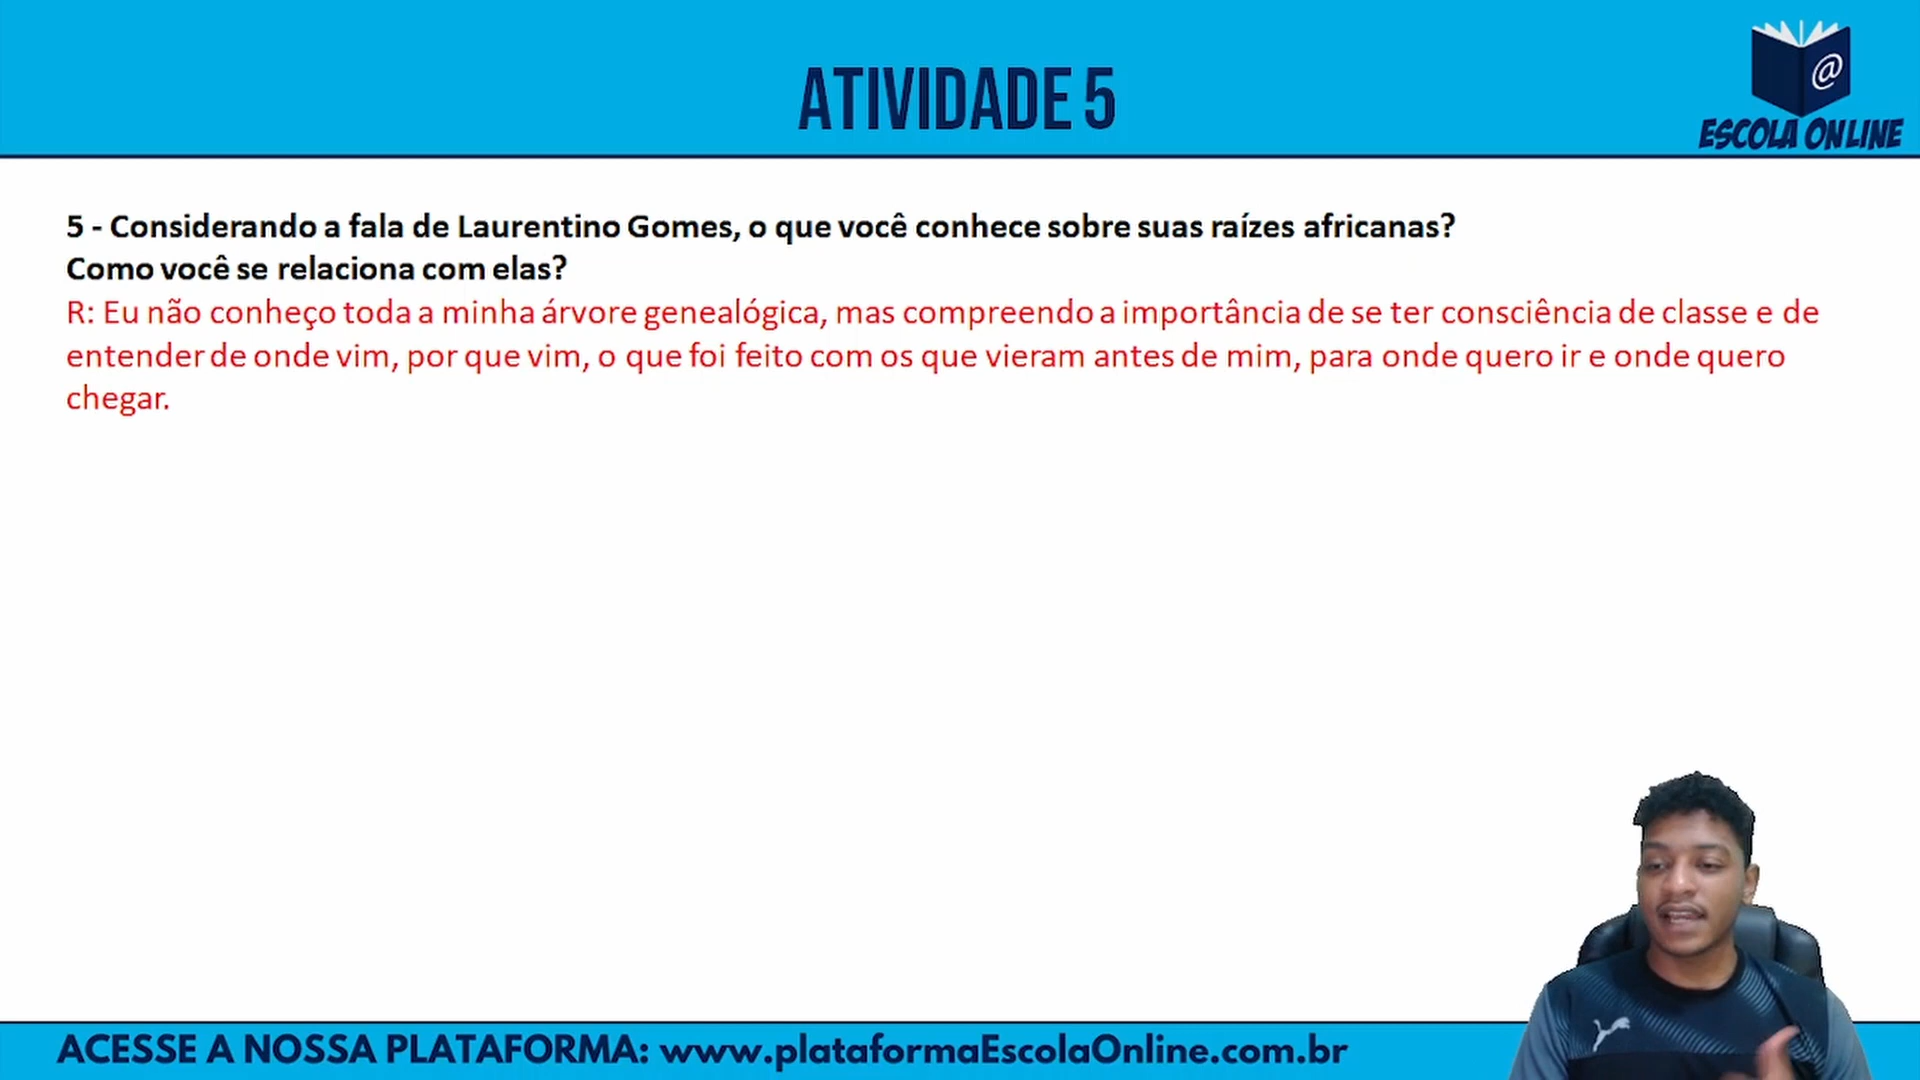 ATIVIDADE 5
@
ESCOLA ONLINE
5 - Considerando a fala de Laurentino Gomes, o que você conhece sobre suas raízes africanas?
Como você se relaciona com elas?
R: Eu não conheço toda a minha árvore genealógica, mas compreendo a importância de se ter consciência de classe e de
entender de onde vim, por que vim, o que foi feito com os que vieram antes de mim, para onde quero ir e onde quero
chegar.
ACESSE A NOSSA PLATAFORMA: www.plataformaEscolaOnline.com.br